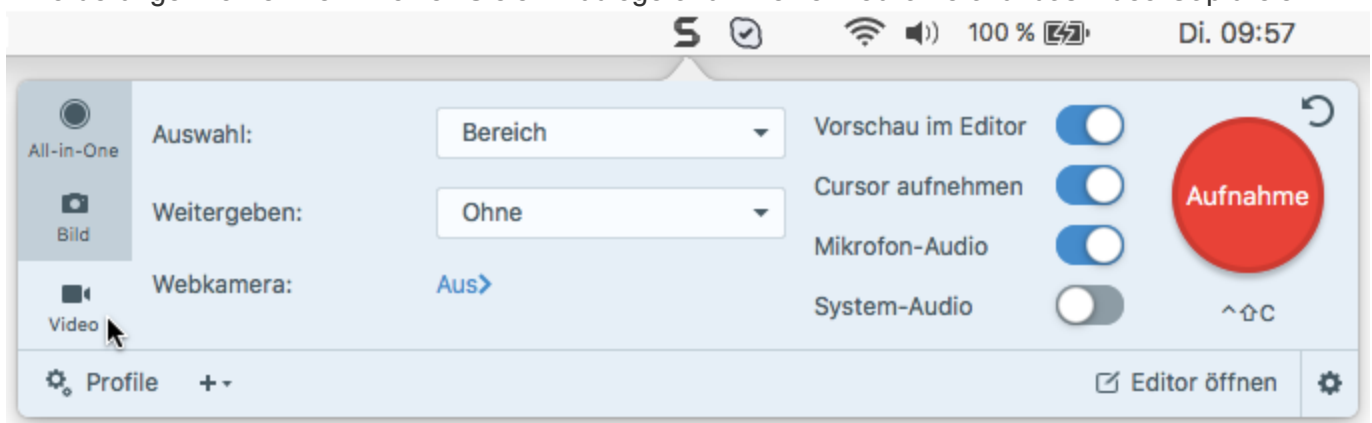 100 % Di. 09:57
All-in-One
Bild
Video
Auswahl: Bereich
Weitergeben: Ohne
Webkamera: Aus>
Vorschau im Editor
Cursor aufnehmen
Mikrofon-Audio
System-Audio
Aufnahme
^⇧C
Profile +
Editor öffnen